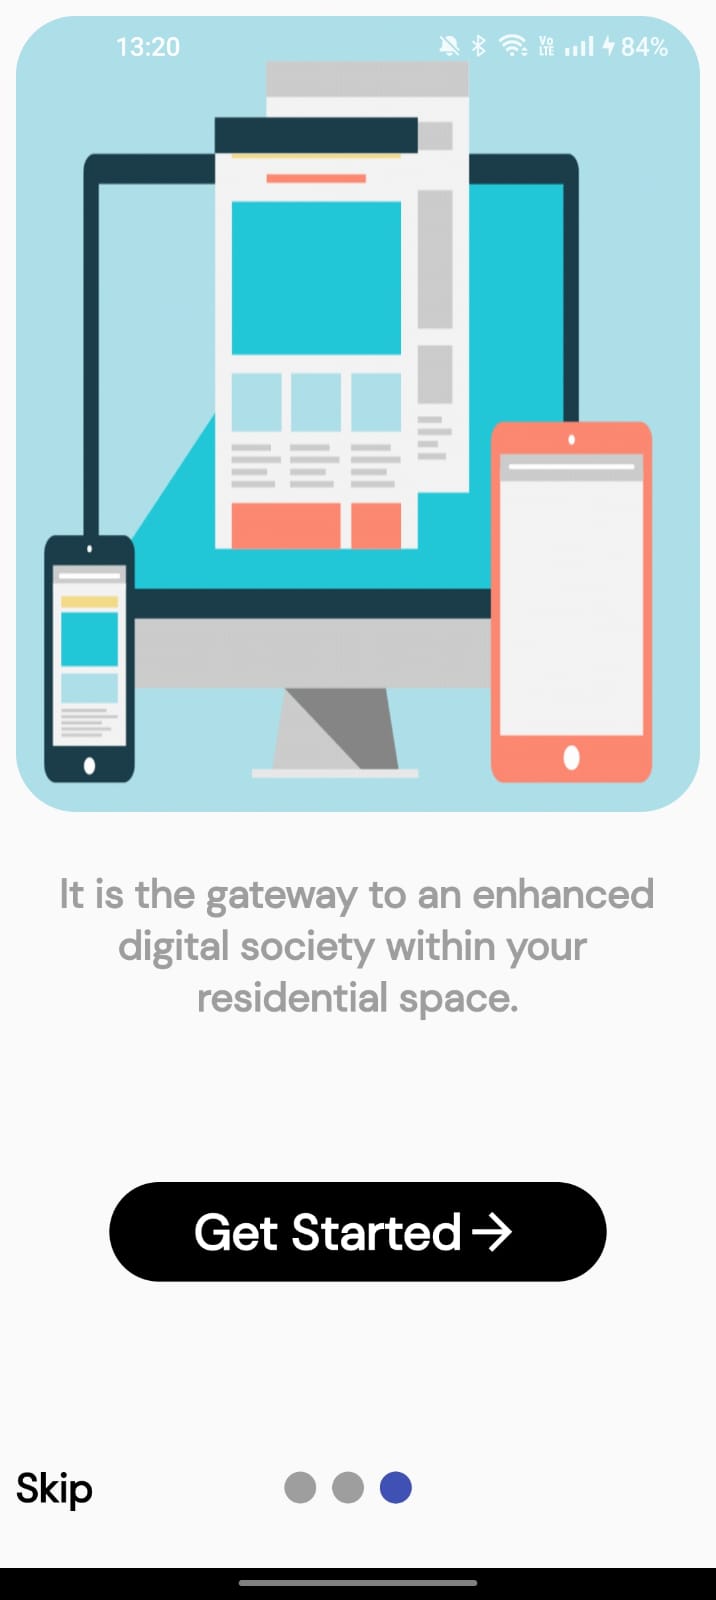 13:20 Vo LTE 84%
It is the gateway to an enhanced
digital society within your
residential space.
Get Started
Skip